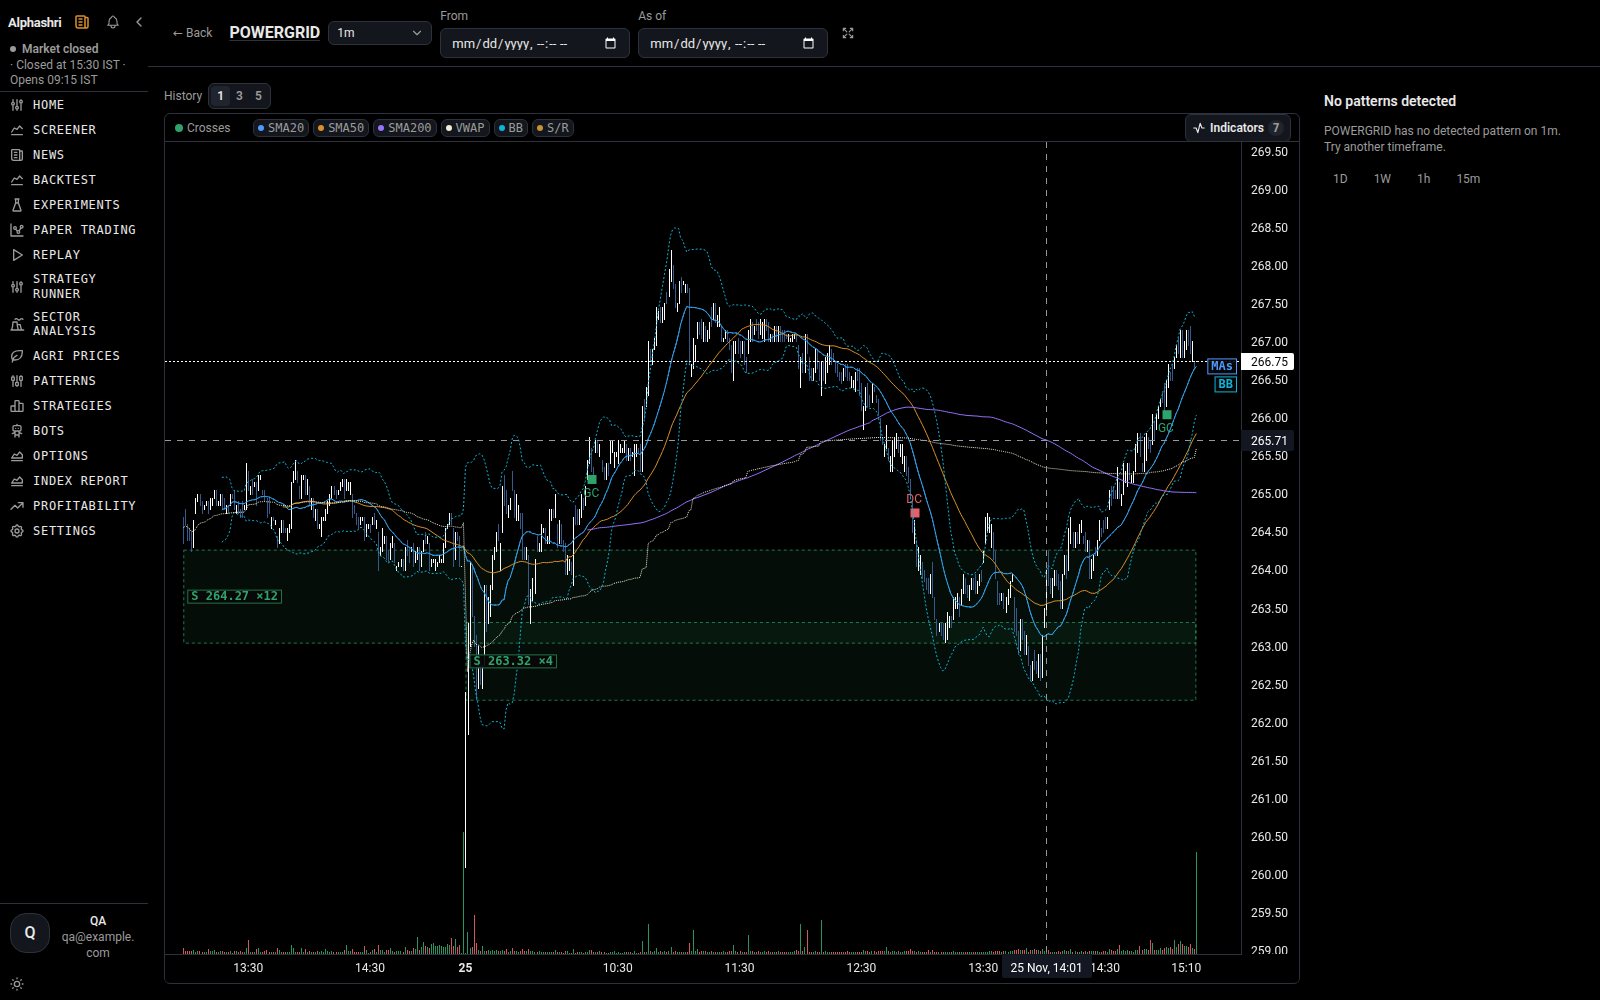 Alphashri
Market closed
· Closed at 15:30 IST ·
Opens 09:15 IST
HOME
SCREENER
NEWS
BACKTEST
EXPERIMENTS
PAPER TRADING
REPLAY
STRATEGY
RUNNER
SECTOR
ANALYSIS
AGRI PRICES
PATTERNS
STRATEGIES
BOTS
OPTIONS
INDEX REPORT
PROFITABILITY
SETTINGS
Q
QA
qa@example.
com
← Back
POWERGRID
1m
From
mm/dd/yyyy, --:-- --
As of
mm/dd/yyyy, --:-- --
History 1 3 5
Crosses SMA20 SMA50 SMA200 VWAP BB S/R
Indicators 7
269.50
269.00
268.50
268.00
267.50
267.00
266.75
266.50
266.00
265.71
265.50
265.00
264.50
264.00
263.50
263.00
262.50
262.00
261.50
261.00
260.50
260.00
259.50
259.00
MAs
BB
GC
DC
GC
S 264.27 ×12
S 263.32 ×4
13:30 14:30 25 10:30 11:30 12:30 13:30 25 Nov, 14:01 14:30 15:10
No patterns detected
POWERGRID has no detected pattern on 1m.
Try another timeframe.
1D 1W 1h 15m